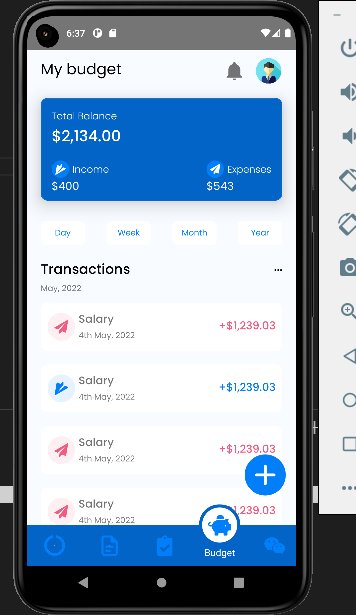 6:37
My budget
Total Balance
$2,134.00
Income
Expenses
$400
$543
Day
Week
Month
Year
Transactions
May, 2022
Salary
4th May, 2022
+$1,239.03
Salary
4th May, 2022
+$1,239.03
Salary
4th May, 2022
+$1,239.03
Salary
4th May, 2022
239.03
Budget